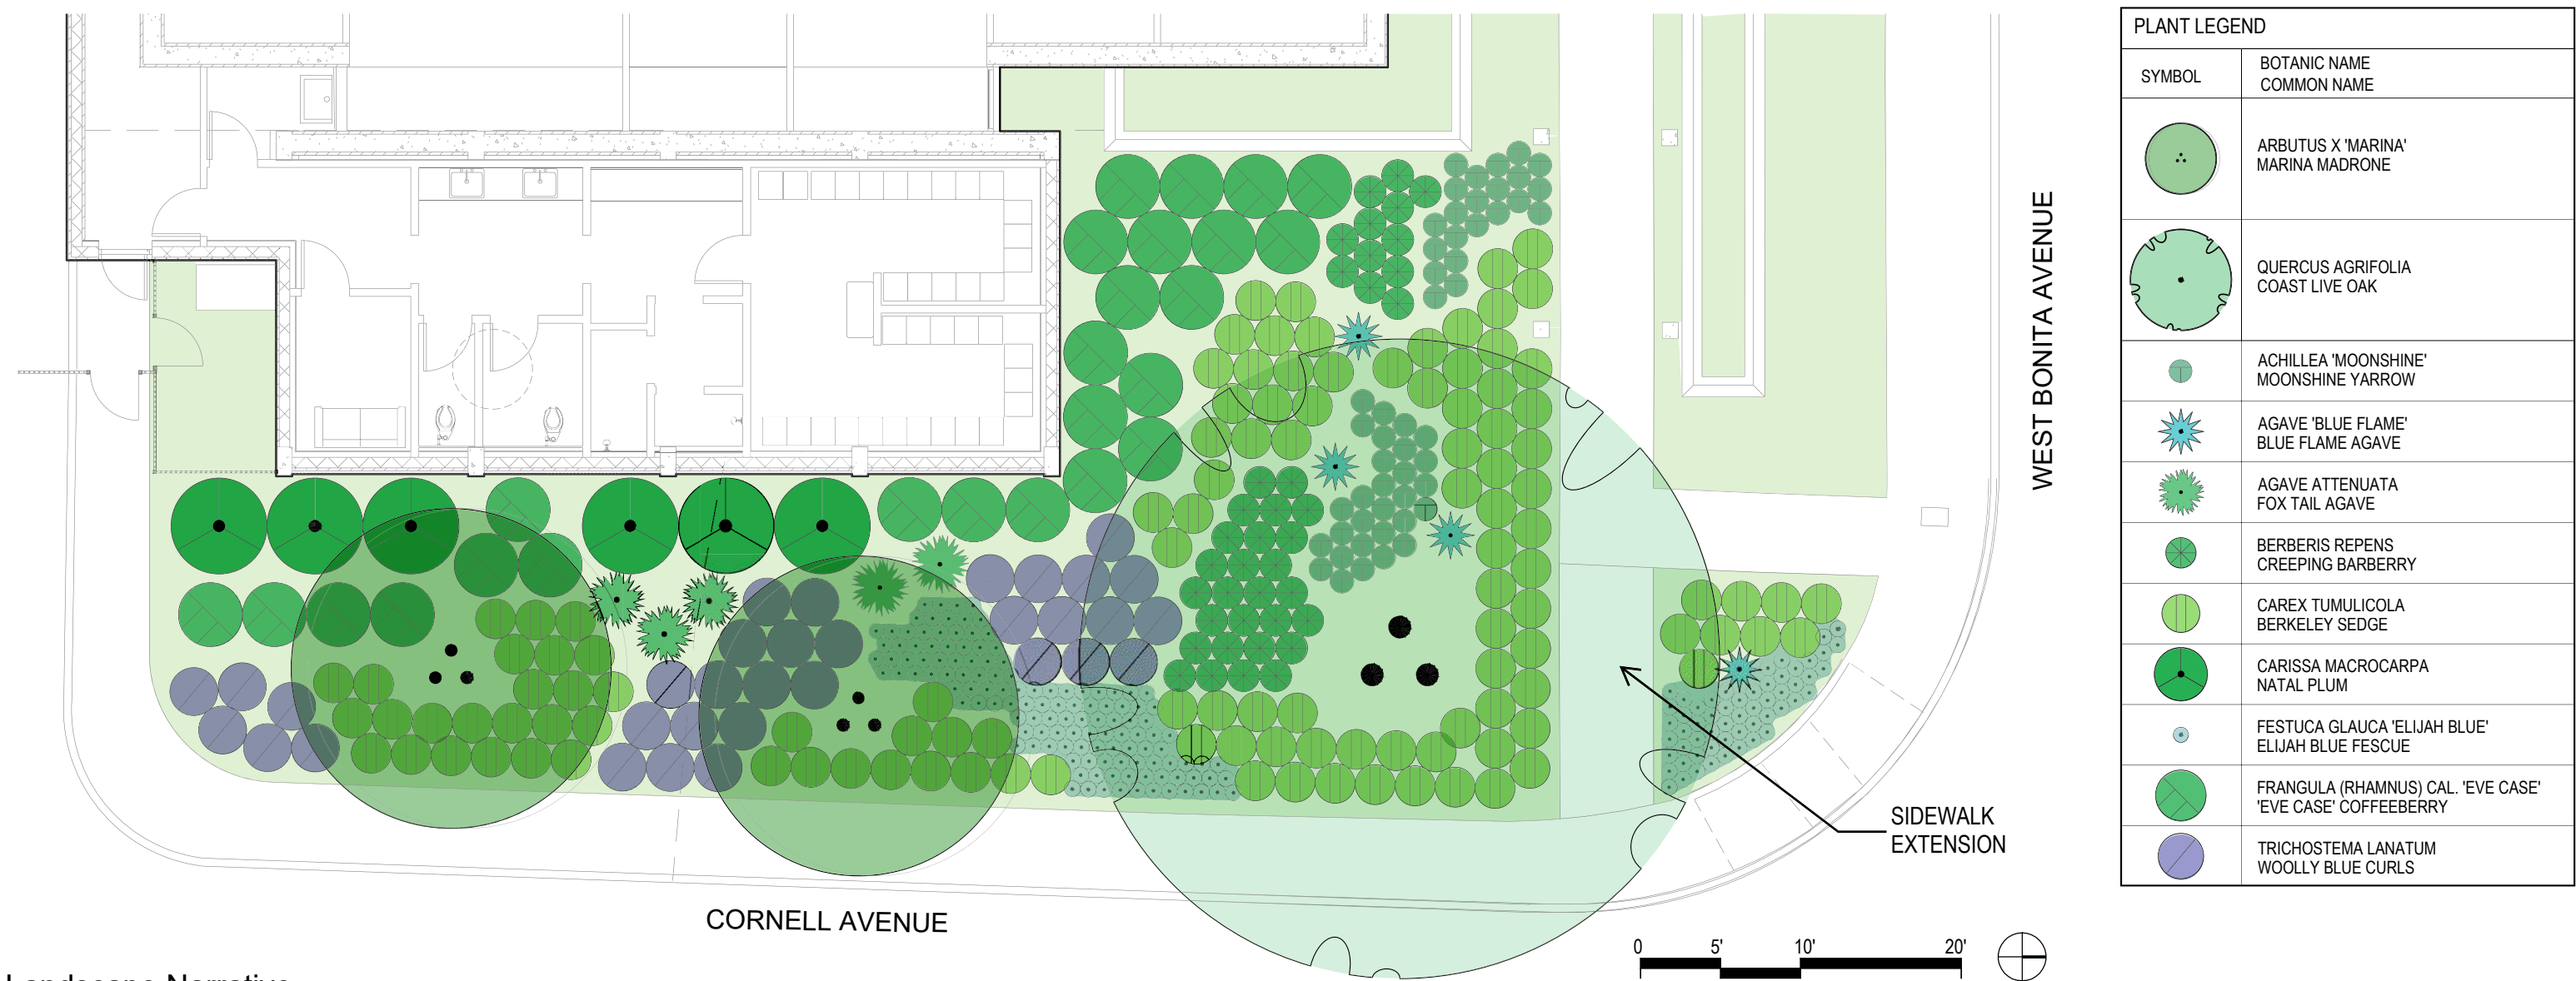 PLANT LEGEND
SYMBOL
BOTANIC NAME
COMMON NAME
ARBUTUS X 'MARINA'
MARINA MADRONE
QUERCUS AGRIFOLIA
COAST LIVE OAK
ACHILLEA 'MOONSHINE'
MOONSHINE YARROW
AGAVE 'BLUE FLAME'
BLUE FLAME AGAVE
AGAVE ATTENUATA
FOX TAIL AGAVE
BERBERIS REPENS
CREEPING BARBERRY
CAREX TUMULICOLA
BERKELEY SEDGE
CARISSA MACROCARPA
NATAL PLUM
FESTUCA GLAUCA 'ELIJAH BLUE'
ELIJAH BLUE FESCUE
FRANGULA (RHAMNUS) CAL. 'EVE CASE'
'EVE CASE' COFFEEBERRY
TRICHOSTEMA LANATUM
WOOLLY BLUE CURLS
WEST BONITA AVENUE
SIDEWALK
EXTENSION
CORNELL AVENUE
0 5' 10' 20'
Landscape Narrative